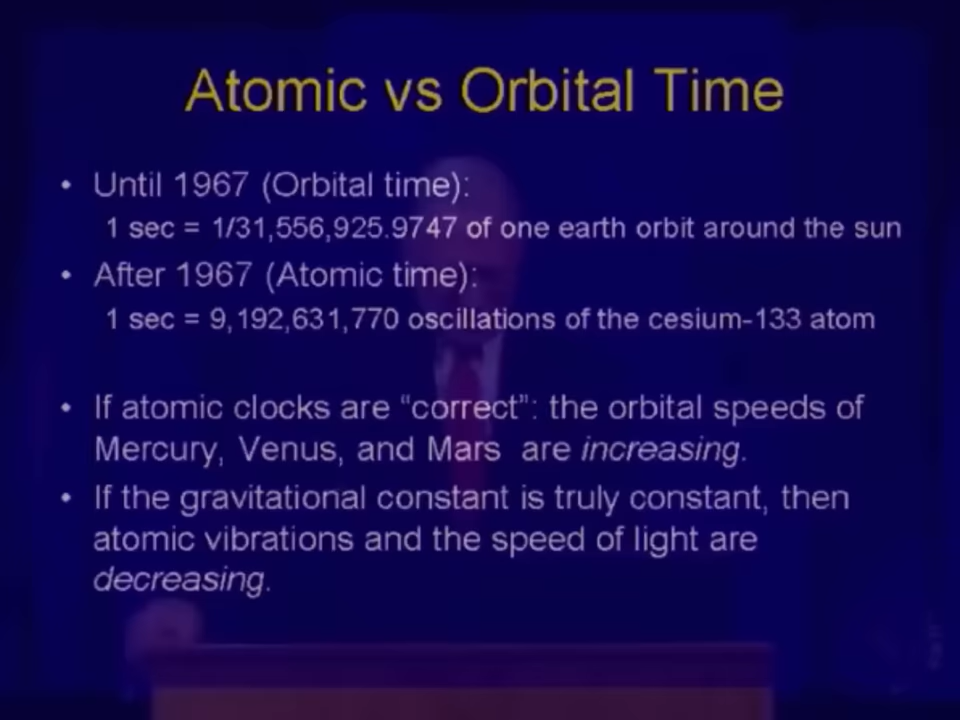 Atomic vs Orbital Time
• Until 1967 (Orbital time):
1 sec = 1/31,556,925.9747 of one earth orbit around the sun
• After 1967 (Atomic time):
1 sec = 9,192,631,770 oscillations of the cesium-133 atom
• If atomic clocks are “correct”: the orbital speeds of
Mercury, Venus, and Mars are increasing.
• If the gravitational constant is truly constant, then
atomic vibrations and the speed of light are
decreasing.